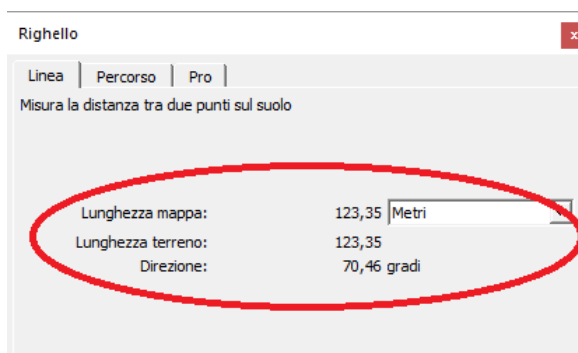 Righello
x
Linea Percorso Pro
Misura la distanza tra due punti sul suolo
Lunghezza mappa: 123,35 Metri
Lunghezza terreno: 123,35
Direzione: 70,46 gradi